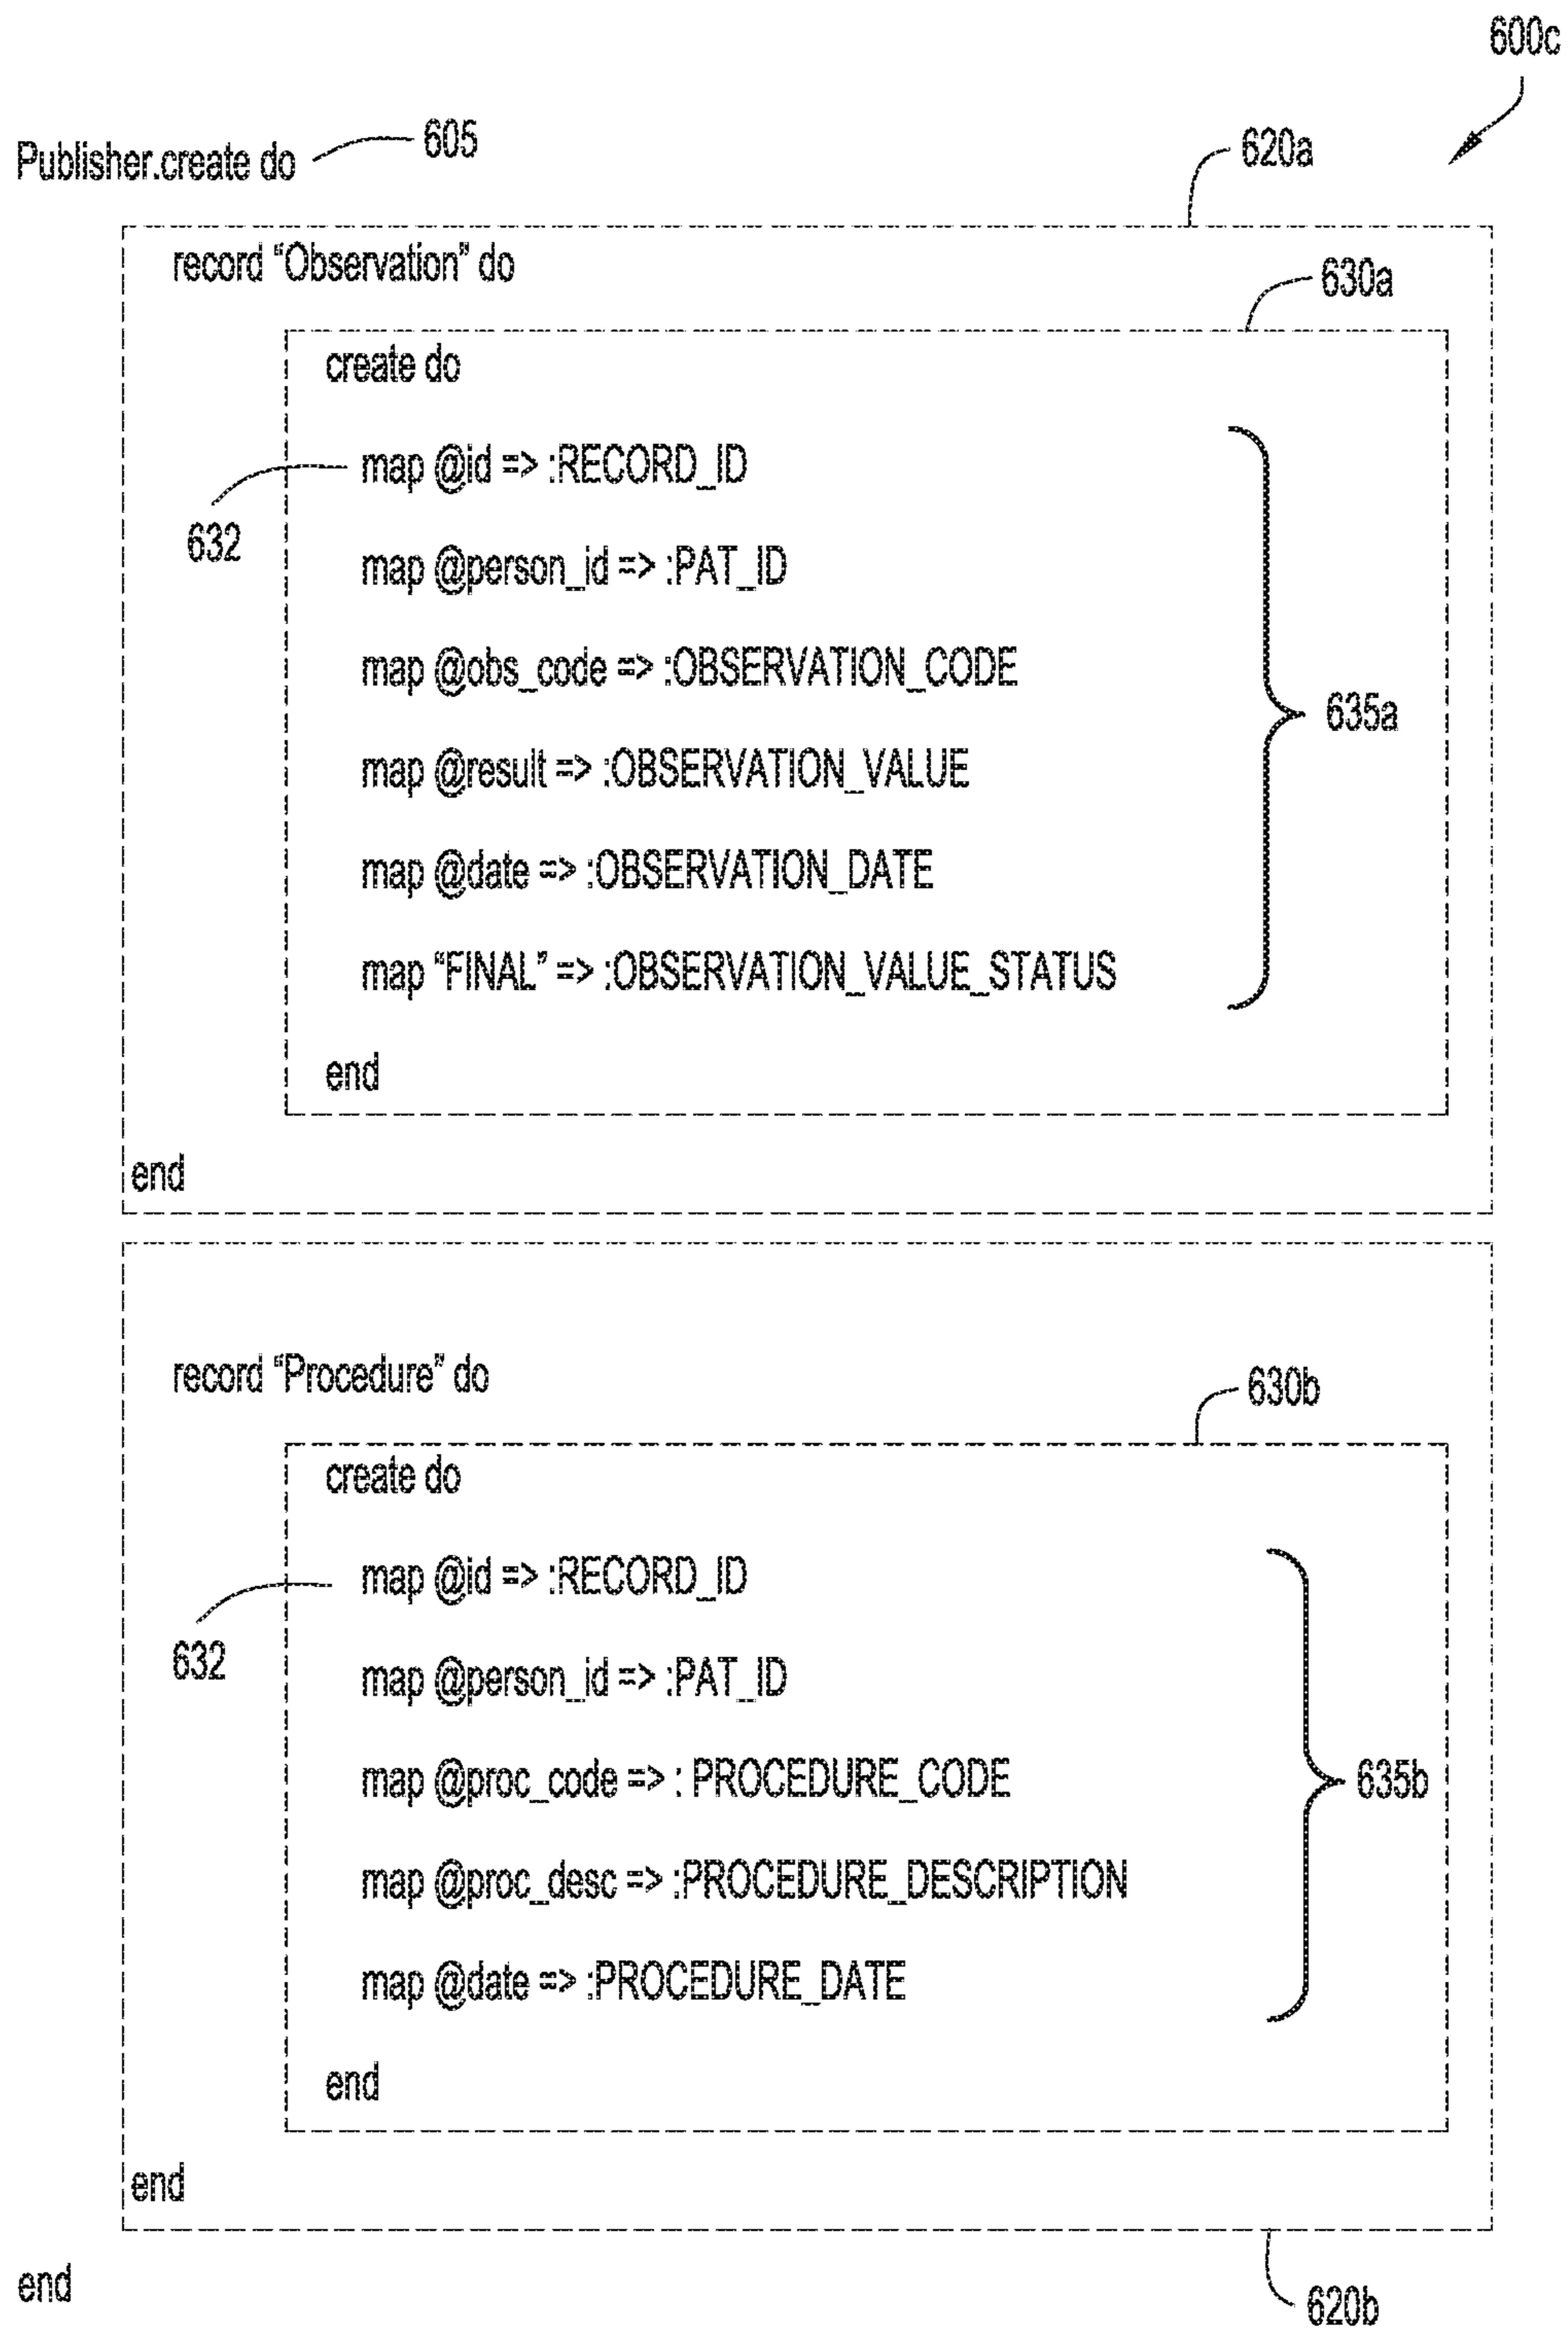 600c
Publisher.create do 605
620a
record “Observation” do
630a
create do
map @id => :RECORD_ID
632
map @person_id => :PAT_ID
map @obs_code => :OBSERVATION_CODE
635a
map @result => :OBSERVATION_VALUE
map @date => :OBSERVATION_DATE
map “FINAL” => :OBSERVATION_VALUE_STATUS
end
end
record “Procedure” do
630b
create do
map @id => :RECORD_ID
632
map @person_id => :PAT_ID
map @proc_code => : PROCEDURE_CODE
635b
map @proc_desc => :PROCEDURE_DESCRIPTION
map @date => :PROCEDURE_DATE
end
end
end
620b